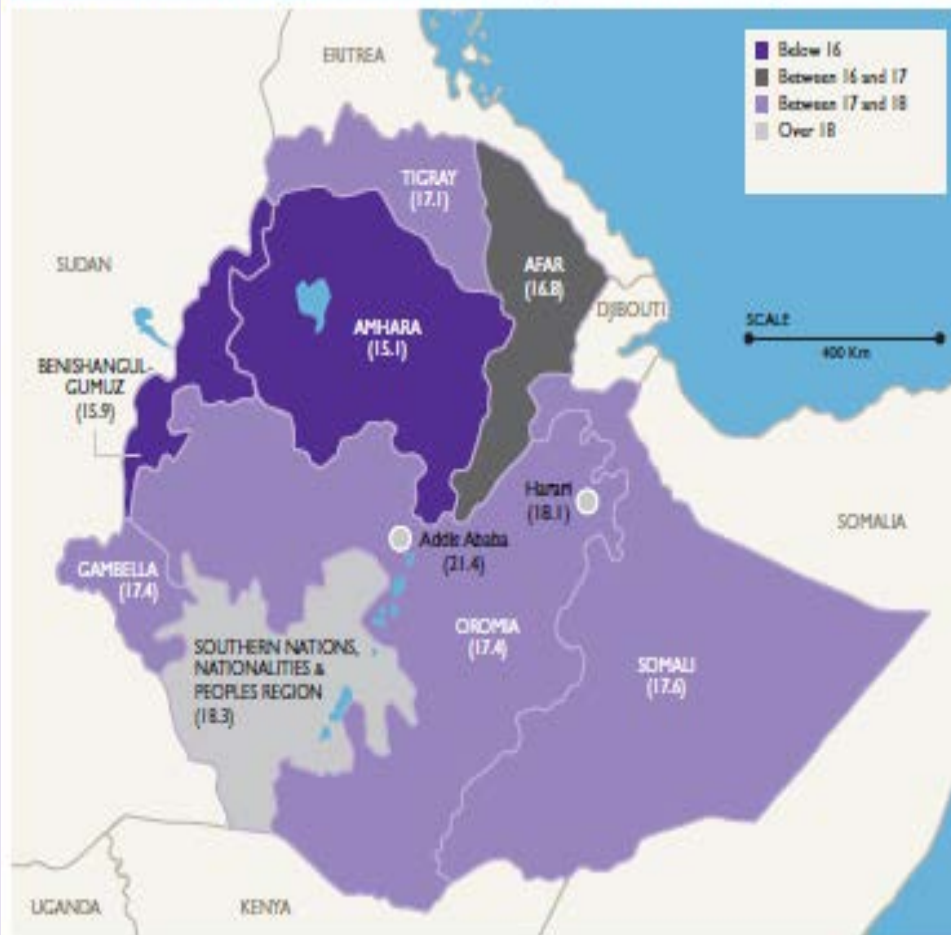 ERITREA
Below 16
Between 16 and 17
Between 17 and 18
Over 18
TIGRAY
(17.1)
SUDAN
AFAR
(16.8)
DJIBOUTI
AMHARA
(15.1)
SCALE
400 Km
BENISHANGUL-
GUMUZ
(15.9)
Harari
(18.1)
SOMALIA
Addis Ababa
(21.4)
GAMBELLA
(17.4)
OROMIA
(17.4)
SOUTHERN NATIONS,
NATIONALITIES &
PEOPLES REGION
(18.3)
SOMALI
(17.6)
UGANDA
KENYA